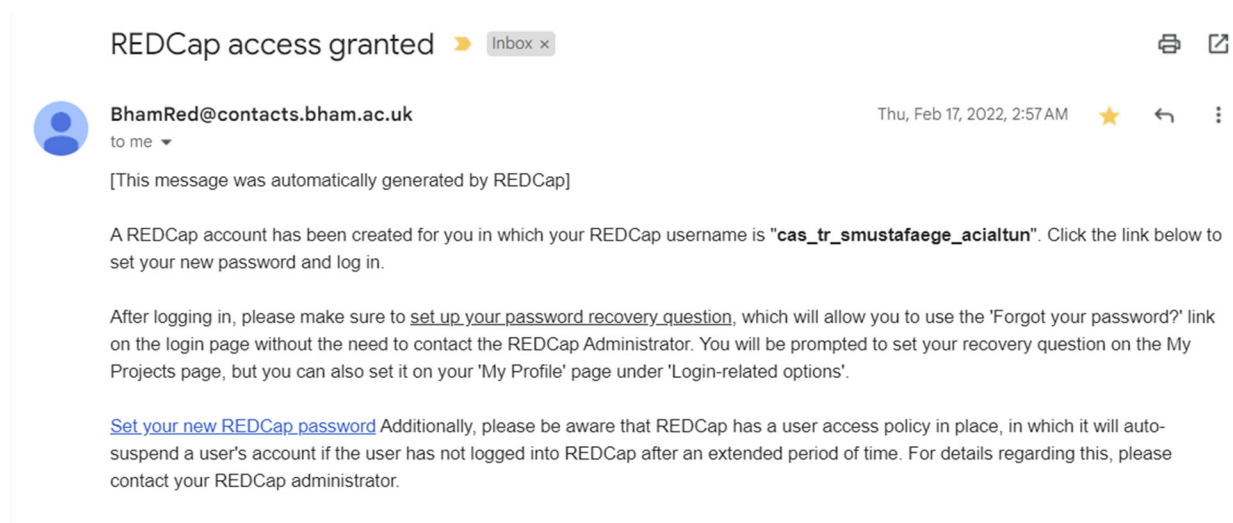 REDCap access granted Inbox ×
BhamRed@contacts.bham.ac.uk Thu, Feb 17, 2022, 2:57 AM
to me
[This message was automatically generated by REDCap]
A REDCap account has been created for you in which your REDCap username is "cas_tr_smustafaege_acialtun". Click the link below to
set your new password and log in.
After logging in, please make sure to set up your password recovery question, which will allow you to use the 'Forgot your password?' link
on the login page without the need to contact the REDCap Administrator. You will be prompted to set your recovery question on the My
Projects page, but you can also set it on your 'My Profile' page under 'Login-related options'.
Set your new REDCap password Additionally, please be aware that REDCap has a user access policy in place, in which it will auto-
suspend a user's account if the user has not logged into REDCap after an extended period of time. For details regarding this, please
contact your REDCap administrator.